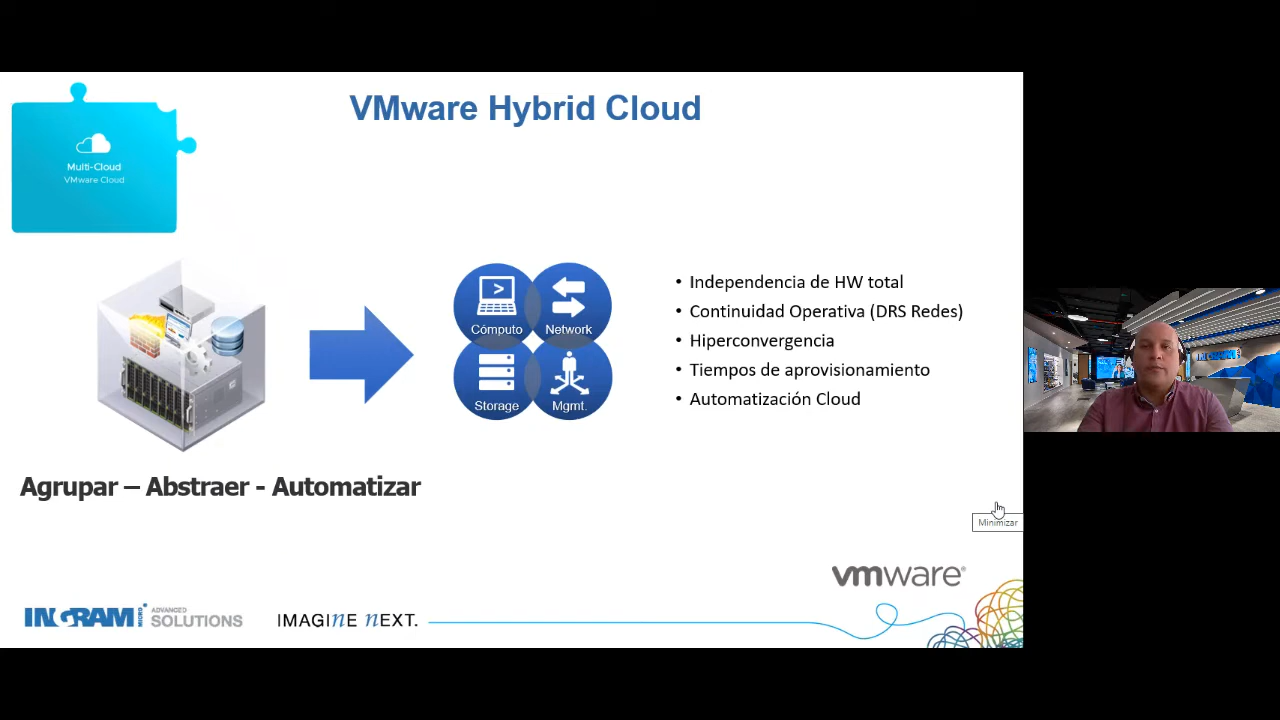 VMware Hybrid Cloud
Multi-Cloud
VMware Cloud
Cómputo
Network
Storage
Mgmt.
• Independencia de HW total
• Continuidad Operativa (DRS Redes)
• Hiperconvergencia
• Tiempos de aprovisionamiento
• Automatización Cloud
Agrupar – Abstraer - Automatizar
Minimizar
vmware®
INGRAM MICRO ADVANCED SOLUTIONS
IMAGINE NEXT.